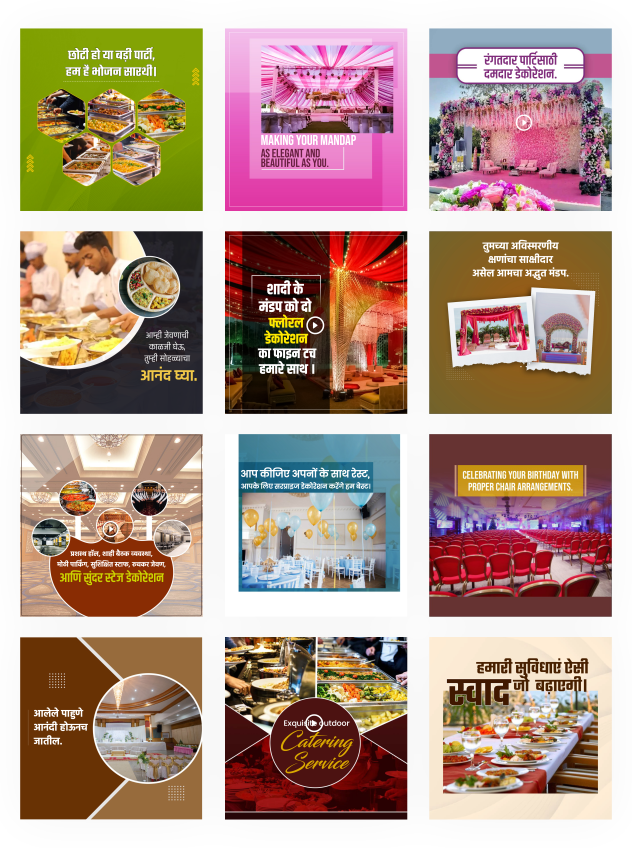 छोटी हो या बड़ी पार्टी,
हम है भोजन सारथी।
MAKING YOUR MANDAP
AS ELEGANT AND
BEAUTIFUL AS YOU.
रंगतदार पार्टिसाठी
दमदार डेकोरेशन.
आम्ही जेवणाची
काळजी घेऊ,
तुम्ही सोहळ्याचा
आनंद घ्या.
शादी के
मंडप को दो
फ्लोरल
डेकोरेशन
का फाइन टच
हमारे साथ ।
तुमच्या अविस्मरणीय
क्षणांचा साक्षीदार
असेल आमचा अद्भुत मंडप.
प्रशस्थ हॉल, शाही बैठक व्यवस्था,
मोठी पार्किंग, सुशिक्षित स्टाफ, रुचकर जेवण,
आणि सुंदर स्टेज डेकोरेशन
आप कीजिए अपनों के साथ रेस्ट,
आपके लिए सरप्राइज डेकोरेशन करेंगे हम बेस्ट।
CELEBRATING YOUR BIRTHDAY WITH
PROPER CHAIR ARRANGEMENTS.
आलेले पाहुणे
आनंदी होऊनच
जातील.
Exquisite outdoor
Catering
Service
हमारी सुविधाएं ऐसी
स्वाद जो बढ़ाएगी।